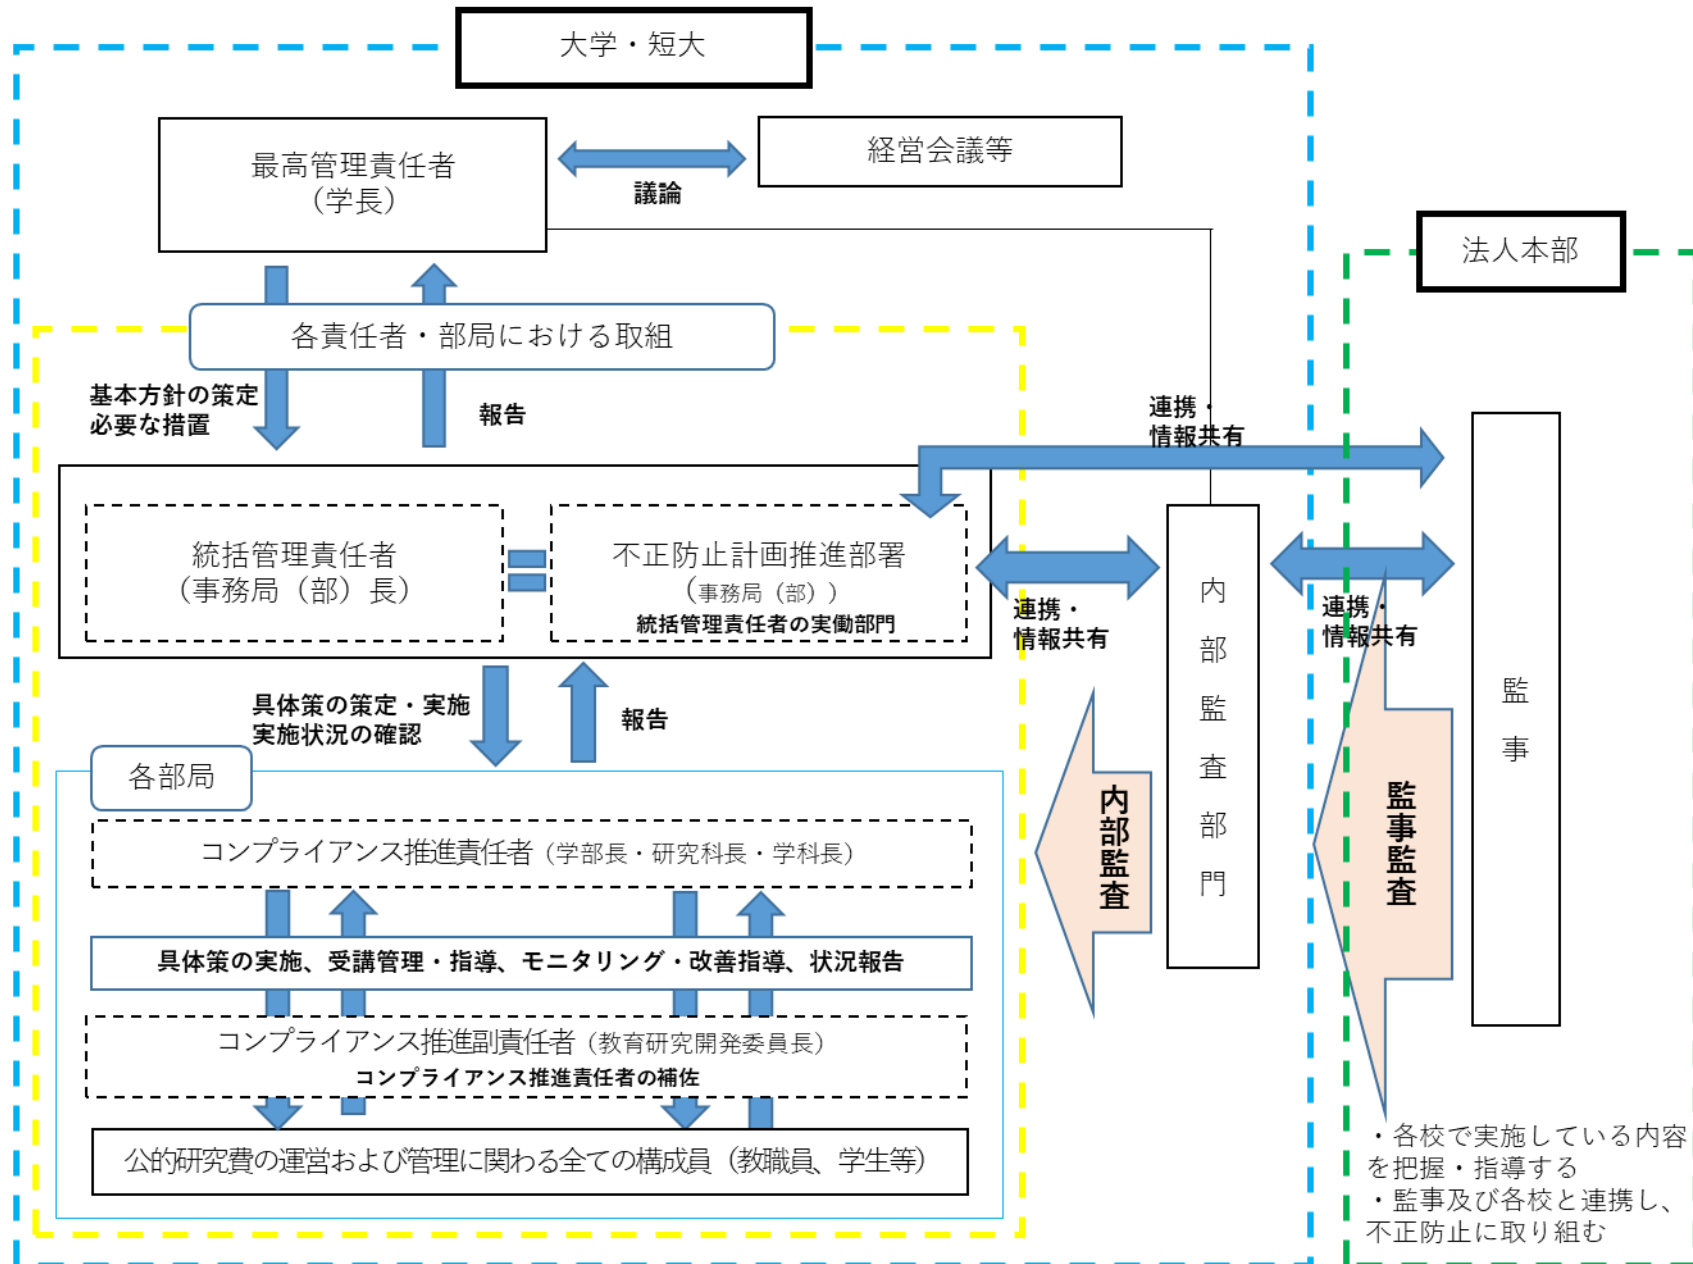 大学・短大
最高管理責任者
（学長）
経営会議等
議論
法人本部
各責任者・部局における取組
基本方針の策定
必要な措置
報告
連携・
情報共有
統括管理責任者
（事務局（部）長）
不正防止計画推進部署
（事務局（部））
統括管理責任者の実働部門
連携・
情報共有
連携・
情報共有
内部監査部門
監事
具体策の策定・実施
実施状況の確認
報告
各部局
コンプライアンス推進責任者（学部長・研究科長・学科長）
内部監査
監事監査
具体策の実施、受講管理・指導、モニタリング・改善指導、状況報告
コンプライアンス推進副責任者（教育研究開発委員長）
コンプライアンス推進責任者の補佐
公的研究費の運営および管理に関わる全ての構成員（教職員、学生等）
・各校で実施している内容
を把握・指導する
・監事及び各校と連携し、
不正防止に取り組む